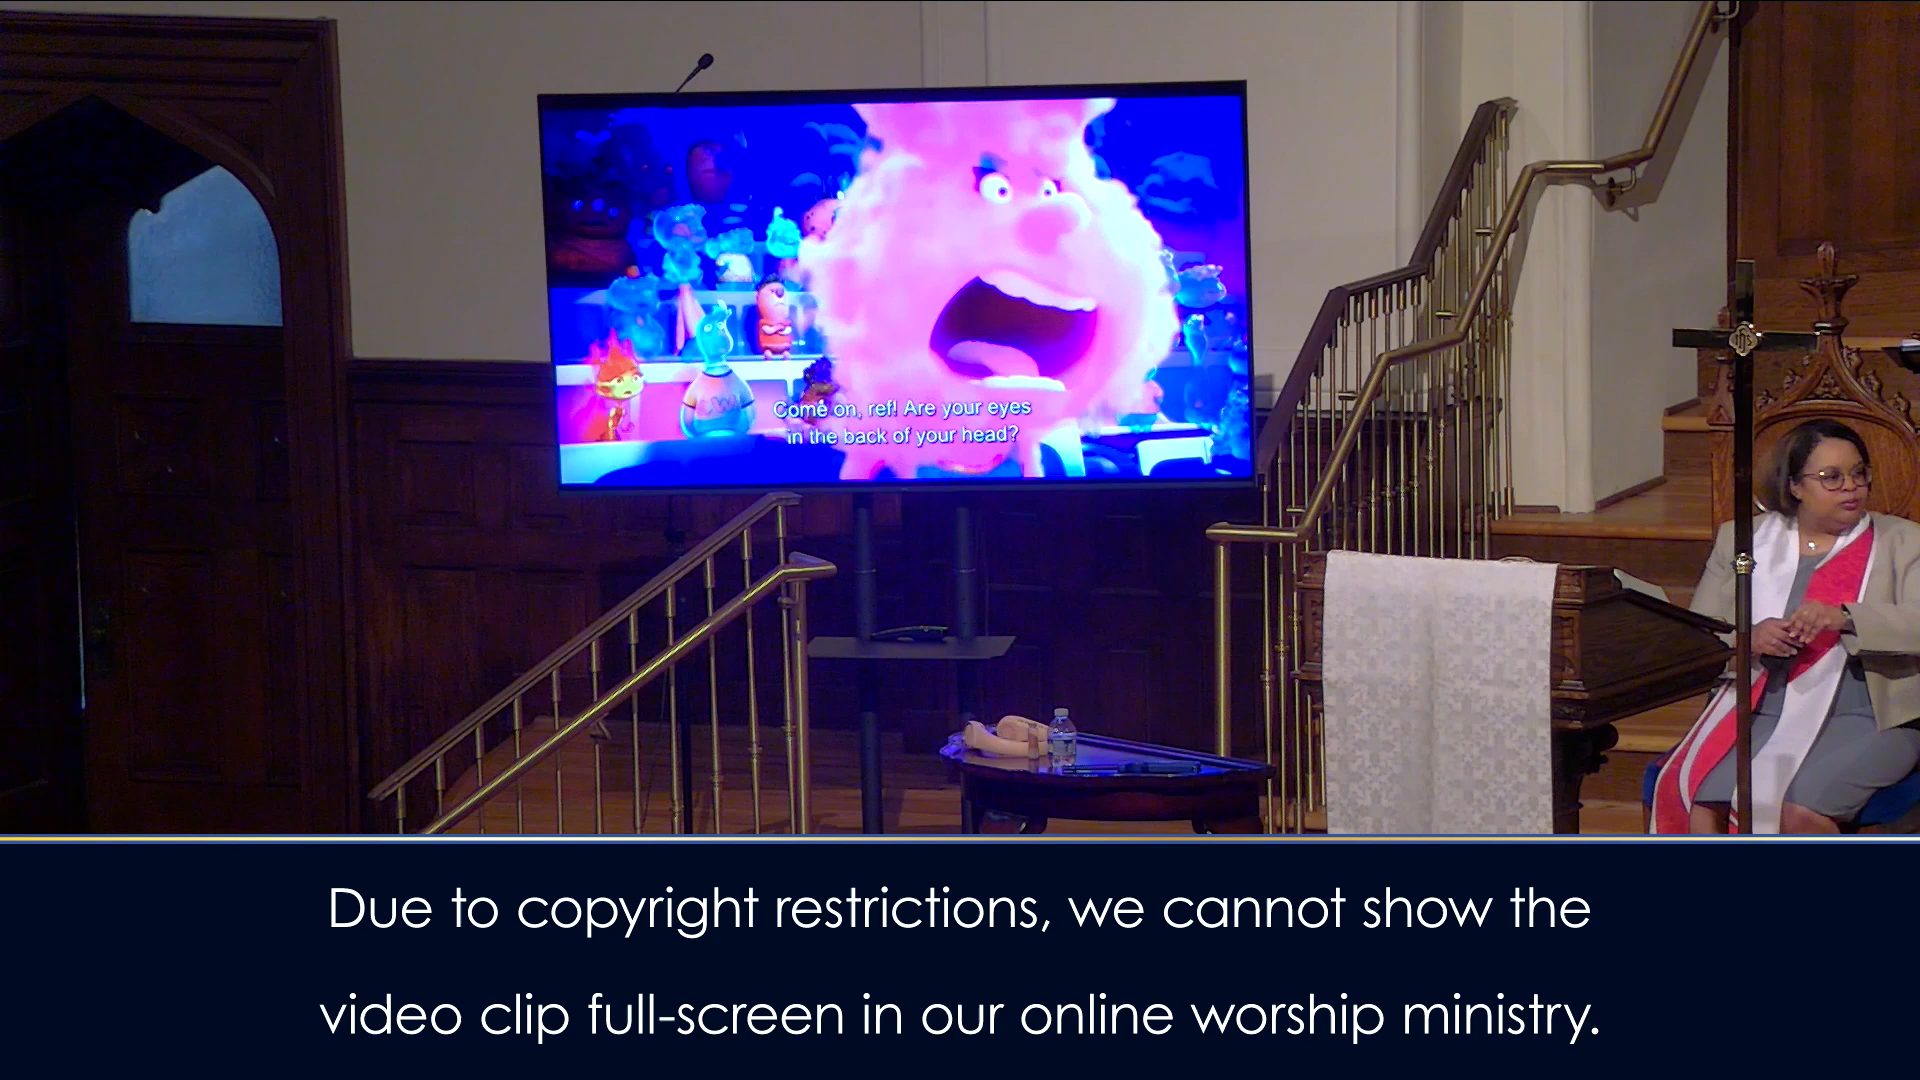 Come on, ref! Are your eyes
in the back of your head?
Due to copyright restrictions, we cannot show the
video clip full-screen in our online worship ministry.